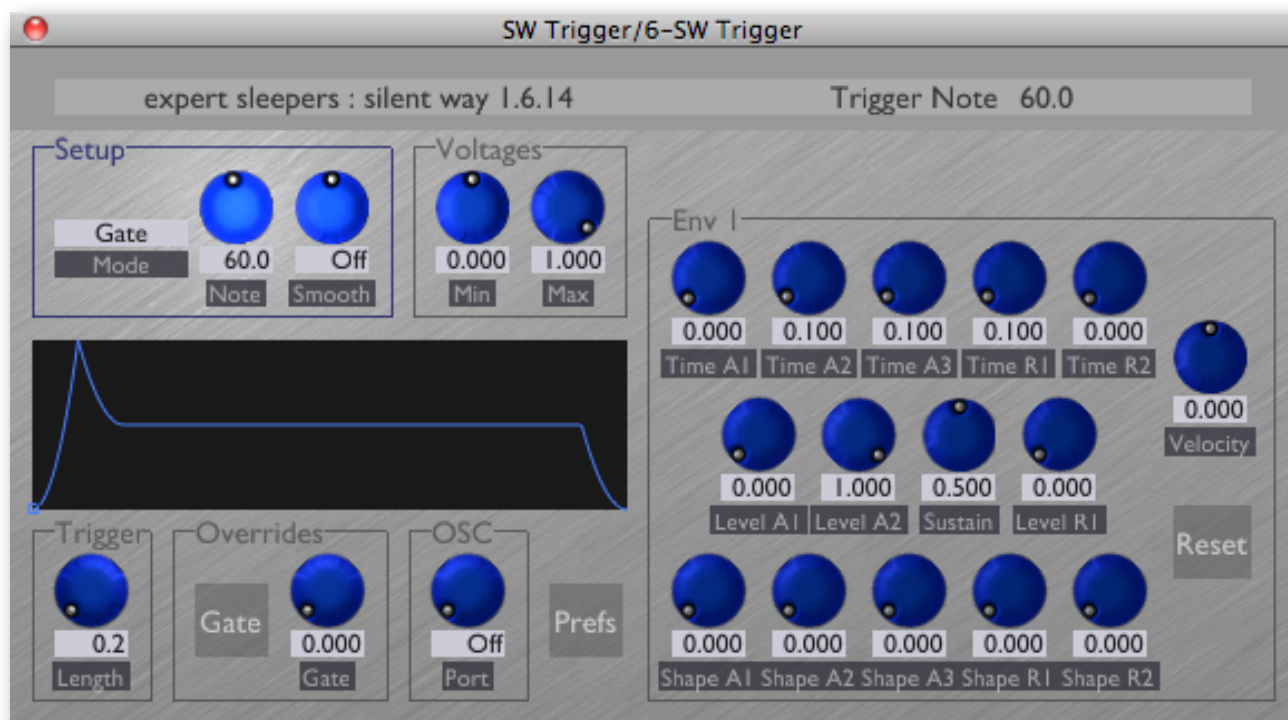 SW Trigger/6-SW Trigger
expert sleepers : silent way 1.6.14 Trigger Note 60.0
Setup
Gate
Mode
60.0 Off
Note Smooth
Voltages
0.000 1.000
Min Max
Env 1
0.000 0.100 0.100 0.100 0.000
Time A1 Time A2 Time A3 Time R1 Time R2
0.000
Velocity
0.000 1.000 0.500 0.000
Level A1 Level A2 Sustain Level R1
Reset
0.000 0.000 0.000 0.000 0.000
Shape A1 Shape A2 Shape A3 Shape R1 Shape R2
Trigger
0.2
Length
Overrides
Gate
0.000
Gate
OSC
Off
Port
Prefs